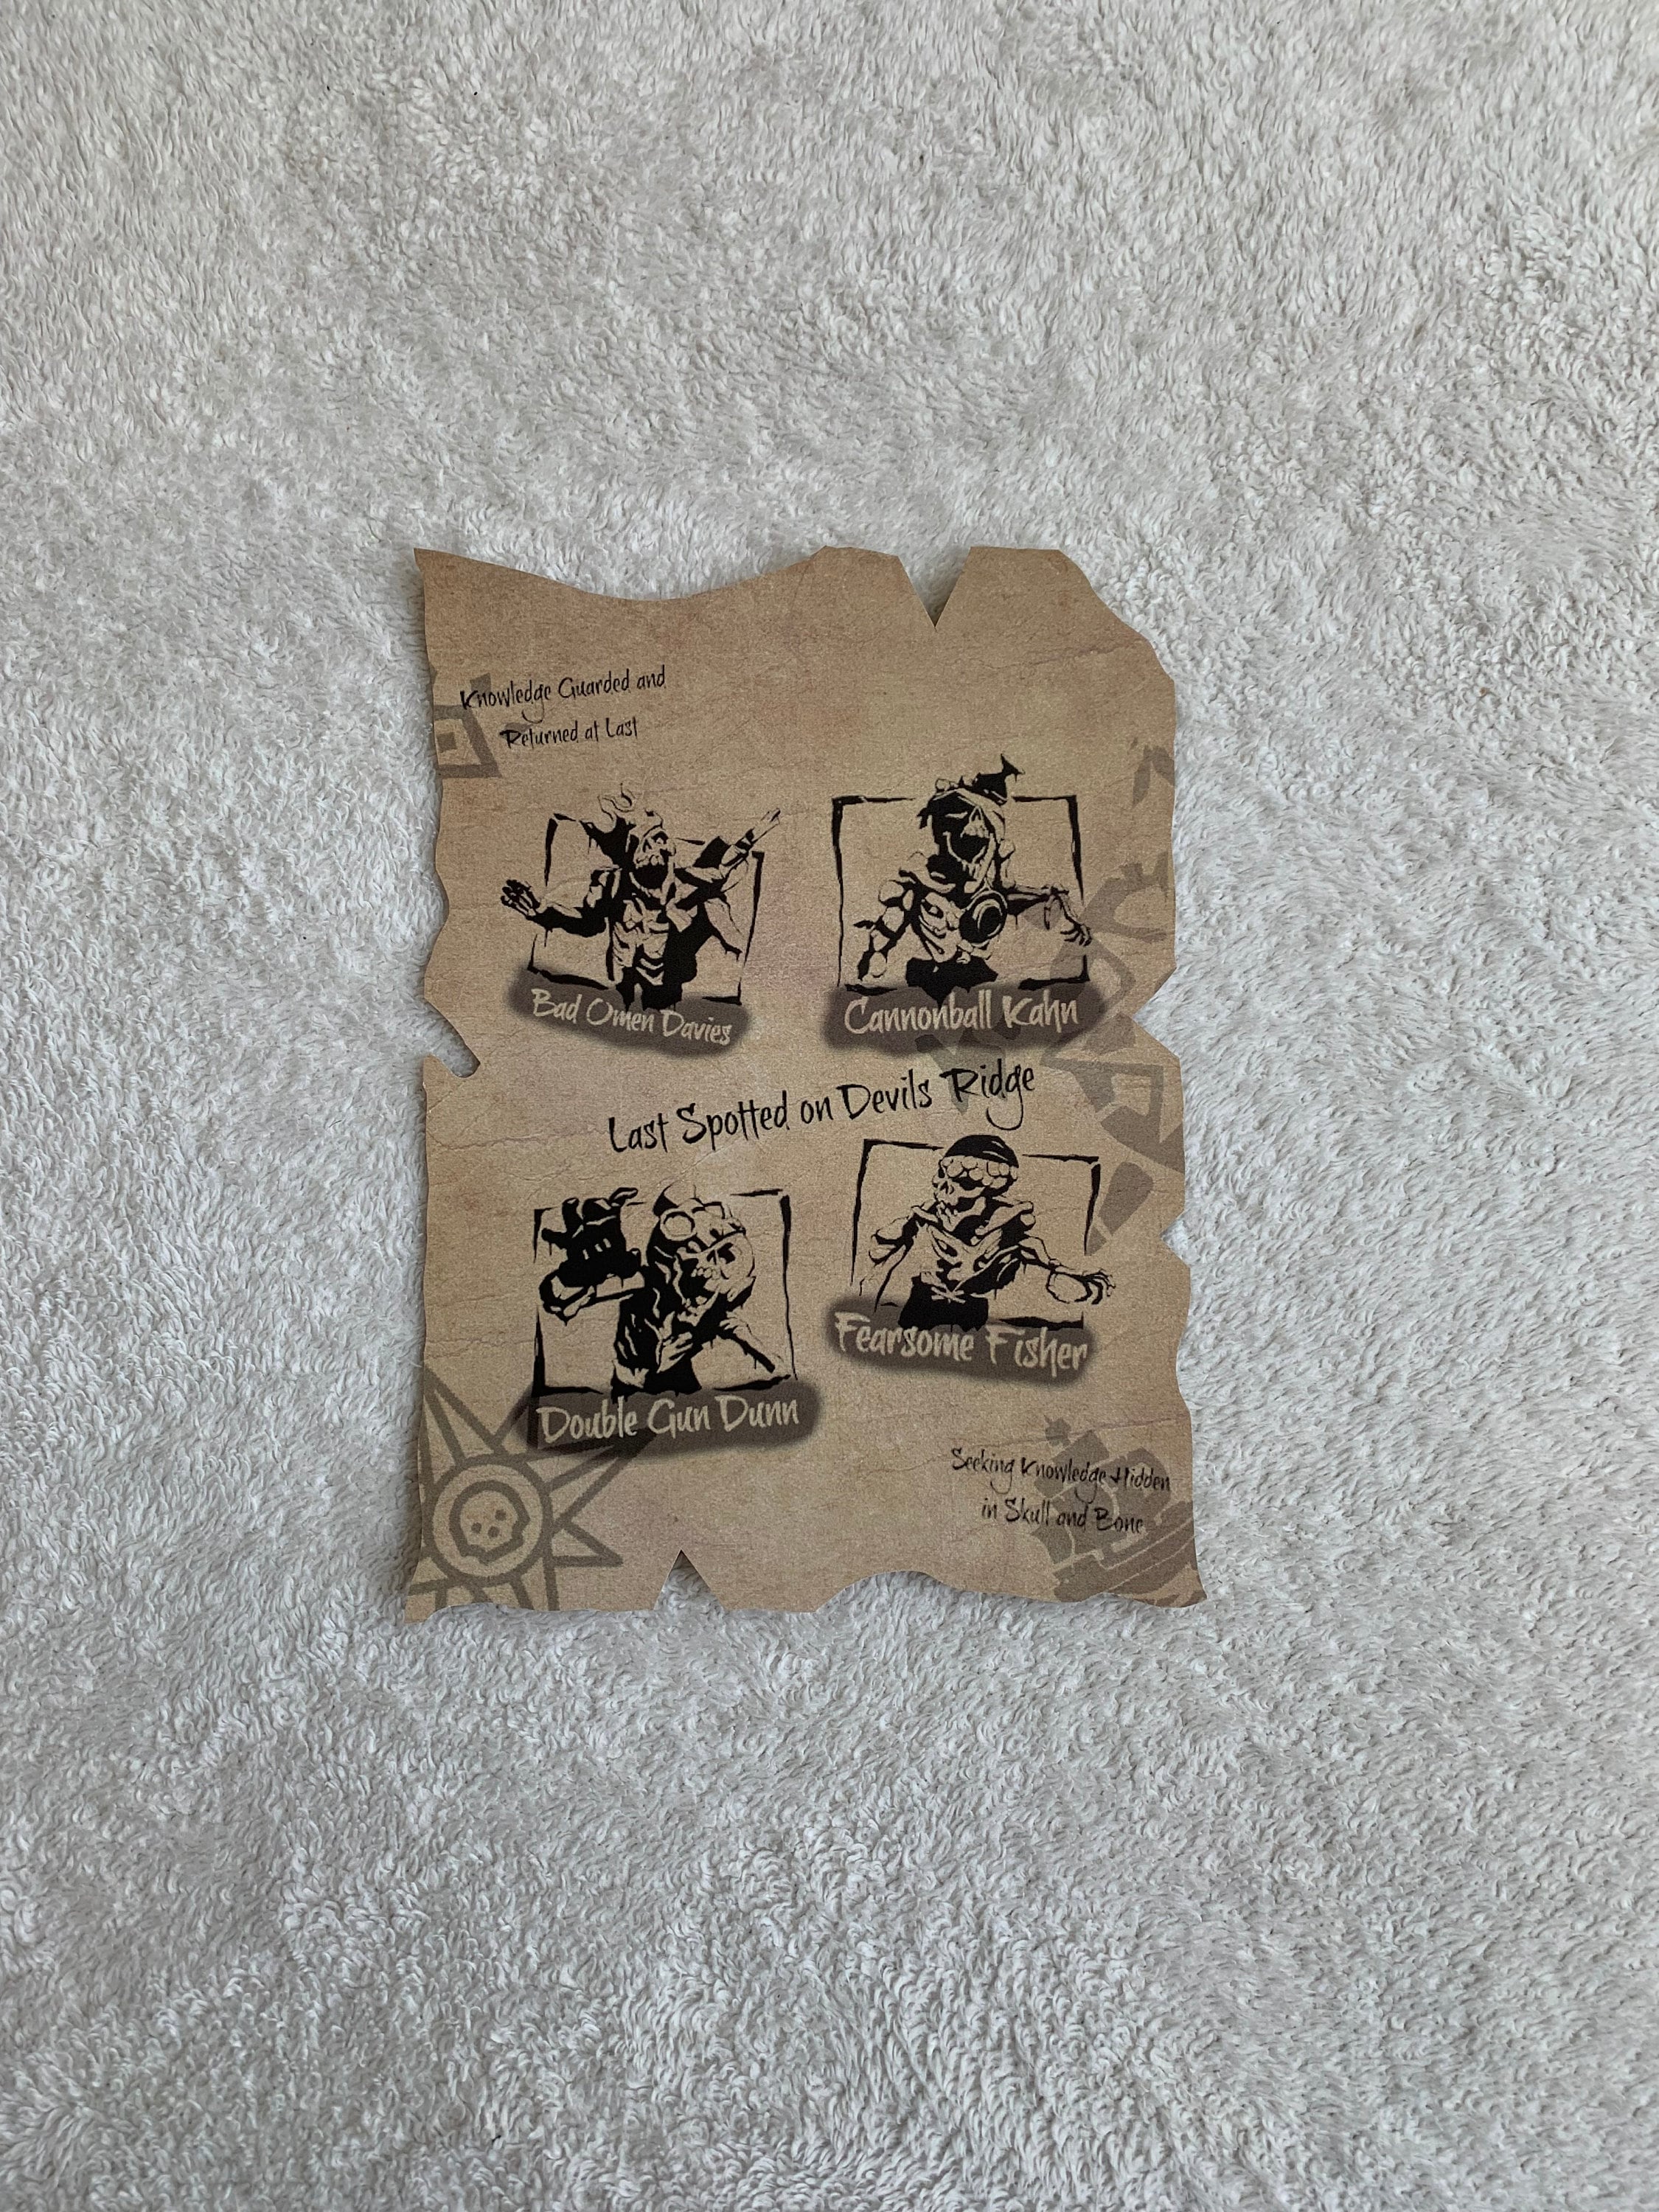 Knowledge Guarded and
Returned at Last
Bad Omen Davies
Cannonball Kahn
Last Spotted on Devils Ridge
Double Gun Dunn
Fearsome Fisher
Seeking Knowledge Hidden
in Skull and Bone